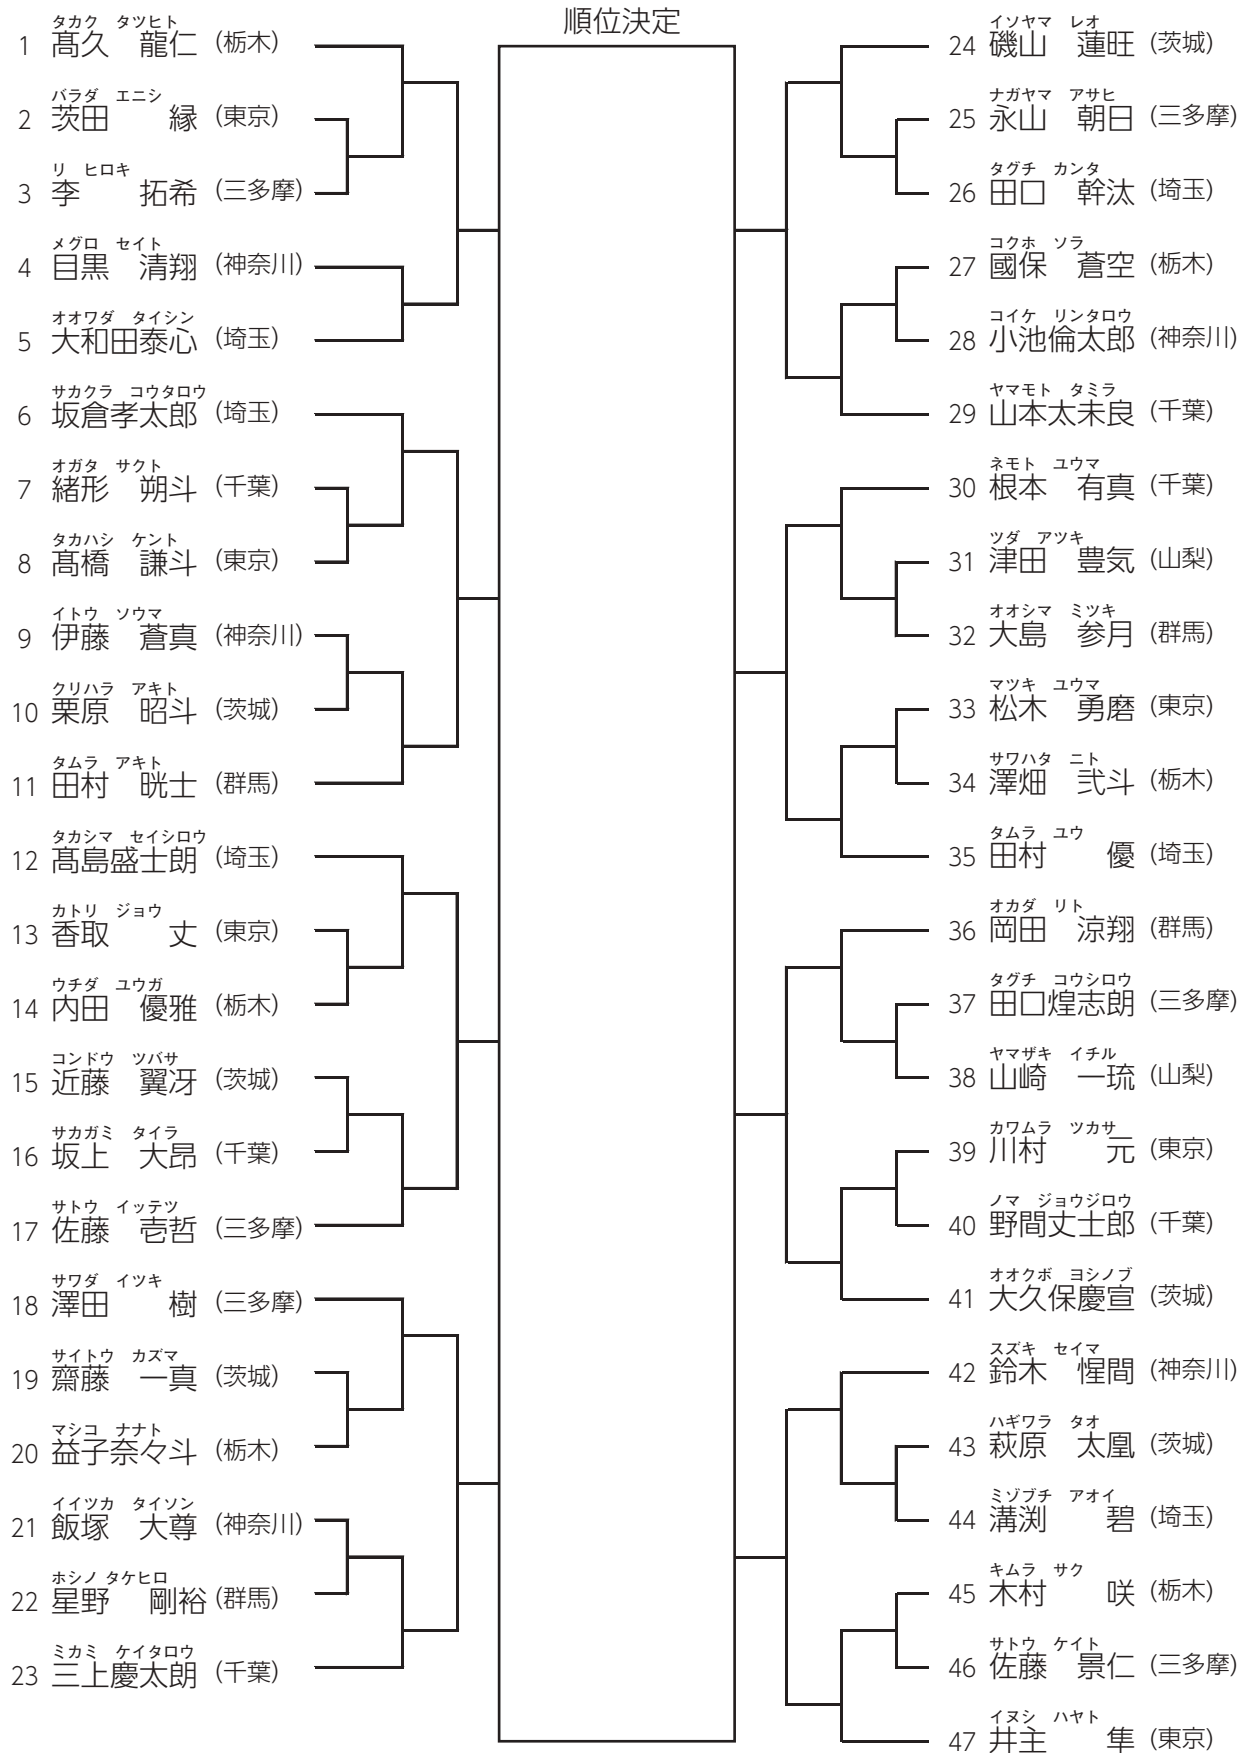 順位決定
タカク タツヒト
1 髙久 龍仁 (栃木)
バラダ エニシ
2 茨田 縁 (東京)
リ ヒロキ
3 李 拓希 (三多摩)
メグロ セイト
4 目黒 清翔 (神奈川)
オオワダ タイシン
5 大和田泰心 (埼玉)
サカクラ コウタロウ
6 坂倉孝太郎 (埼玉)
オガタ サクト
7 緒形 朔斗 (千葉)
タカハシ ケント
8 髙橋 謙斗 (東京)
イトウ ソウマ
9 伊藤 蒼真 (神奈川)
クリハラ アキト
10 栗原 昭斗 (茨城)
タムラ アキト
11 田村 晄士 (群馬)
タカシマ セイシロウ
12 髙島盛士朗 (埼玉)
カトリ ジョウ
13 香取 丈 (東京)
ウチダ ユウガ
14 内田 優雅 (栃木)
コンドウ ツバサ
15 近藤 翼冴 (茨城)
サカガミ タイラ
16 坂上 大昂 (千葉)
サトウ イッテツ
17 佐藤 壱哲 (三多摩)
サワダ イツキ
18 澤田 樹 (三多摩)
サイトウ カズマ
19 齋藤 一真 (茨城)
マシコ ナナト
20 益子奈々斗 (栃木)
イイツカ タイソン
21 飯塚 大尊 (神奈川)
ホシノ タケヒロ
22 星野 剛裕 (群馬)
ミカミ ケイタロウ
23 三上慶太朗 (千葉)
イソヤマ レオ
24 磯山 蓮旺 (茨城)
ナガヤマ アサヒ
25 永山 朝日 (三多摩)
タグチ カンタ
26 田口 幹汰 (埼玉)
コクホ ソラ
27 國保 蒼空 (栃木)
コイケ リンタロウ
28 小池倫太郎 (神奈川)
ヤマモト タミラ
29 山本太未良 (千葉)
ネモト ユウマ
30 根本 有真 (千葉)
ツダ アツキ
31 津田 豊気 (山梨)
オオシマ ミツキ
32 大島 参月 (群馬)
マツキ ユウマ
33 松木 勇磨 (東京)
サワハタ ニト
34 澤畑 弐斗 (栃木)
タムラ ユウ
35 田村 優 (埼玉)
オカダ リト
36 岡田 涼翔 (群馬)
タグチ コウシロウ
37 田口煌志朗 (三多摩)
ヤマザキ イチル
38 山崎 一琉 (山梨)
カワムラ ツカサ
39 川村 元 (東京)
ノマ ジョウジロウ
40 野間丈士郎 (千葉)
オオクボ ヨシノブ
41 大久保慶宣 (茨城)
スズキ セイマ
42 鈴木 惺間 (神奈川)
ハギワラ タオ
43 萩原 太凰 (茨城)
ミゾブチ アオイ
44 溝渕 碧 (埼玉)
キムラ サク
45 木村 咲 (栃木)
サトウ ケイト
46 佐藤 景仁 (三多摩)
イヌシ ハヤト
47 井主 隼 (東京)